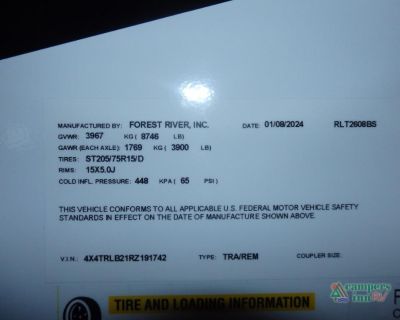 MANUFACTURED BY: FOREST RIVER, INC. DATE: 01/08/2024 RLT2608BS
GVWR: 3967 KG ( 8746 LB)
GAWR (EACH AXLE): 1769 KG ( 3900 LB)
TIRES: ST205/75R15/D
RIMS: 15X5.0J
COLD INFL. PRESSURE: 448 KPA ( 65 PSI )
THIS VEHICLE CONFORMS TO ALL APPLICABLE U.S. FEDERAL MOTOR VEHICLE SAFETY
STANDARDS IN EFFECT ON THE DATE OF MANUFACTURE SHOWN ABOVE.
V.I.N.: 4X4TRLB21RZ191742 TYPE: TRA/REM COUPLER SIZE:
TIRE AND LOADING INFORMATION
campers
inn RV